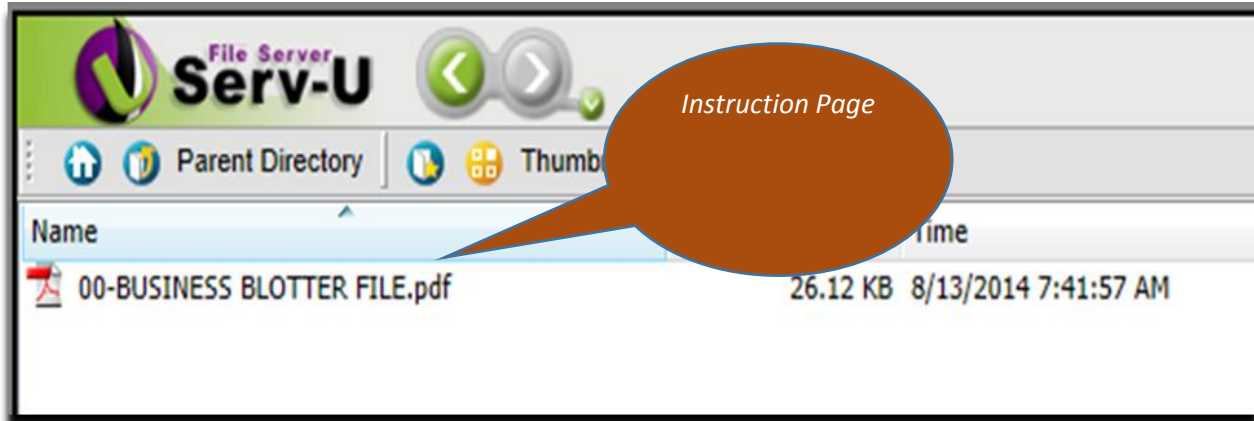 File Server
Serv-U
Instruction Page
Parent Directory
Name
Time
00-BUSINESS BLOTTER FILE.pdf 26.12 KB 8/13/2014 7:41:57 AM